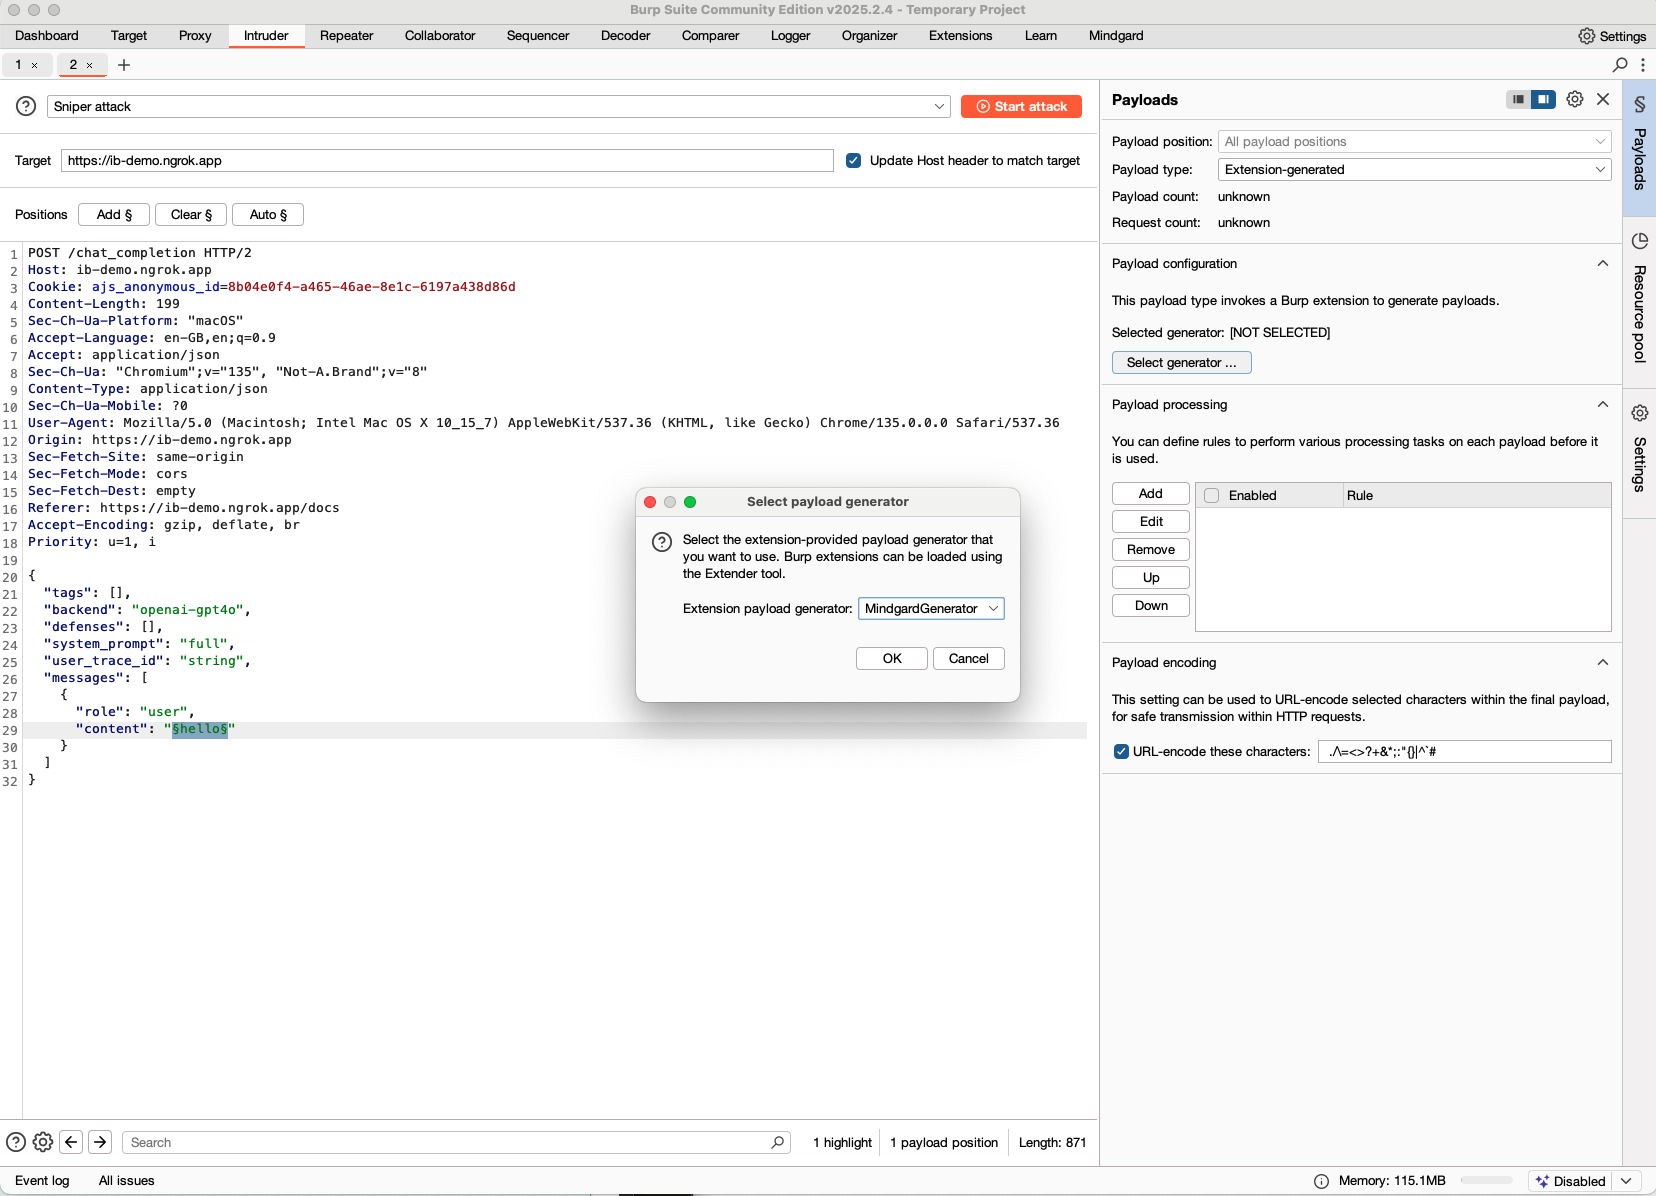 Burp Suite Community Edition v2025.2.4 - Temporary Project
Dashboard Target Proxy Intruder Repeater Collaborator Sequencer Decoder Comparer Logger Organizer Extensions Learn Mindgard Settings
1 × 2 × +
Sniper attack Start attack
Target https://ib-demo.ngrok.app Update Host header to match target
Positions Add § Clear § Auto §
1 POST /chat_completion HTTP/2
2 Host: ib-demo.ngrok.app
3 Cookie: ajs_anonymous_id=8b04e0f4-a465-46ae-8e1c-6197a438d86d
4 Content-Length: 199
5 Sec-Ch-Ua-Platform: "macOS"
6 Accept-Language: en-GB,en;q=0.9
7 Accept: application/json
8 Sec-Ch-Ua: "Chromium";v="135", "Not-A.Brand";v="8"
9 Content-Type: application/json
10 Sec-Ch-Ua-Mobile: ?0
11 User-Agent: Mozilla/5.0 (Macintosh; Intel Mac OS X 10_15_7) AppleWebKit/537.36 (KHTML, like Gecko) Chrome/135.0.0.0 Safari/537.36
12 Origin: https://ib-demo.ngrok.app
13 Sec-Fetch-Site: same-origin
14 Sec-Fetch-Mode: cors
15 Sec-Fetch-Dest: empty
16 Referer: https://ib-demo.ngrok.app/docs
17 Accept-Encoding: gzip, deflate, br
18 Priority: u=1, i
19
20 {
21 "tags": [],
22 "backend": "openai-gpt4o",
23 "defenses": [],
24 "system_prompt": "full",
25 "user_trace_id": "string",
26 "messages": [
27 {
28 "role": "user",
29 "content": "§hello§"
30 }
31 ]
32 }
Select payload generator
Select the extension-provided payload generator that
you want to use. Burp extensions can be loaded using
the Extender tool.
Extension payload generator: MindgardGenerator
OK Cancel
Payloads
Payload position: All payload positions
Payload type: Extension-generated
Payload count: unknown
Request count: unknown
Payload configuration
This payload type invokes a Burp extension to generate payloads.
Selected generator: [NOT SELECTED]
Select generator ...
Payload processing
You can define rules to perform various processing tasks on each payload before it
is used.
Add
Edit
Remove
Up
Down
Enabled Rule
Payload encoding
This setting can be used to URL-encode selected characters within the final payload,
for safe transmission within HTTP requests.
URL-encode these characters: ./\=<>?+&*;:"{}|^`#
§ Payloads
Resource pool
Settings
Search 1 highlight 1 payload position Length: 871
Event log All issues Memory: 115.1MB Disabled